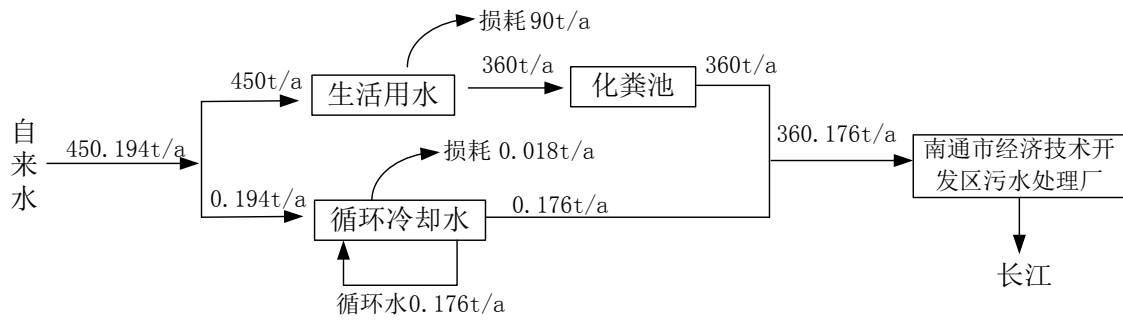 损耗90t/a
450t/a
生活用水
360t/a
化粪池
360t/a
自来水
450.194t/a
损耗 0.018t/a
360.176t/a
南通市经济技术开
发区污水处理厂
0.194t/a
循环冷却水
0.176t/a
循环水0.176t/a
长江